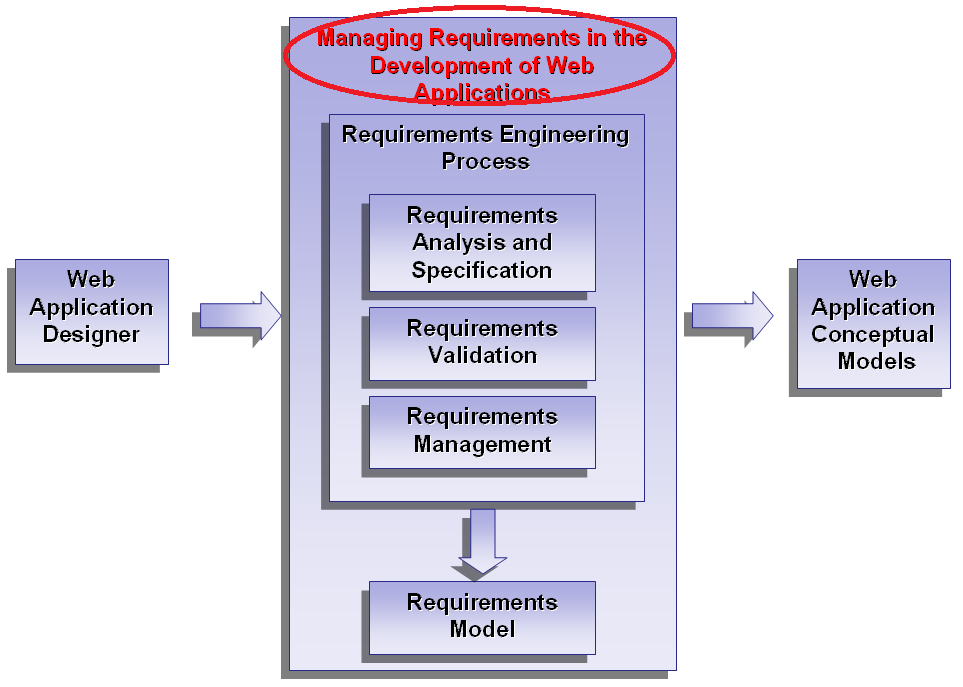 Managing Requirements in the
Development of Web
Applications
Requirements Engineering
Process
Requirements
Analysis and
Specification
Requirements
Validation
Requirements
Management
Requirements
Model
Web
Application
Designer
Web
Application
Conceptual
Models